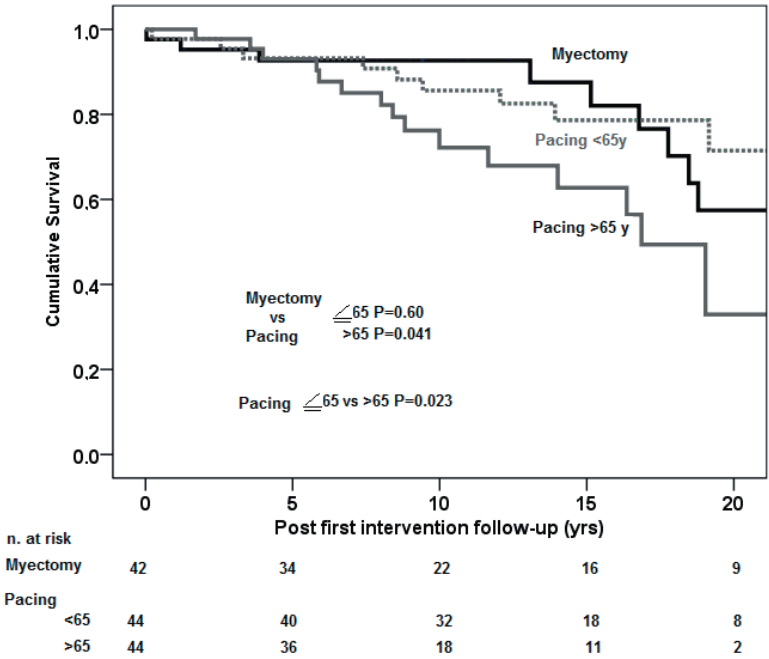 1,0
0,8
0,6
0,4
0,2
0,0
Cumulative Survival
Myectomy
Pacing <65y
Pacing >65 y
Myectomy
vs
Pacing
≤65 P=0.60
>65 P=0.041
Pacing ≤65 vs >65 P=0.023
0 5 10 15 20
Post first intervention follow-up (yrs)
n. at risk
Myectomy 42 34 22 16 9
Pacing
<65 44 40 32 18 8
>65 44 36 18 11 2